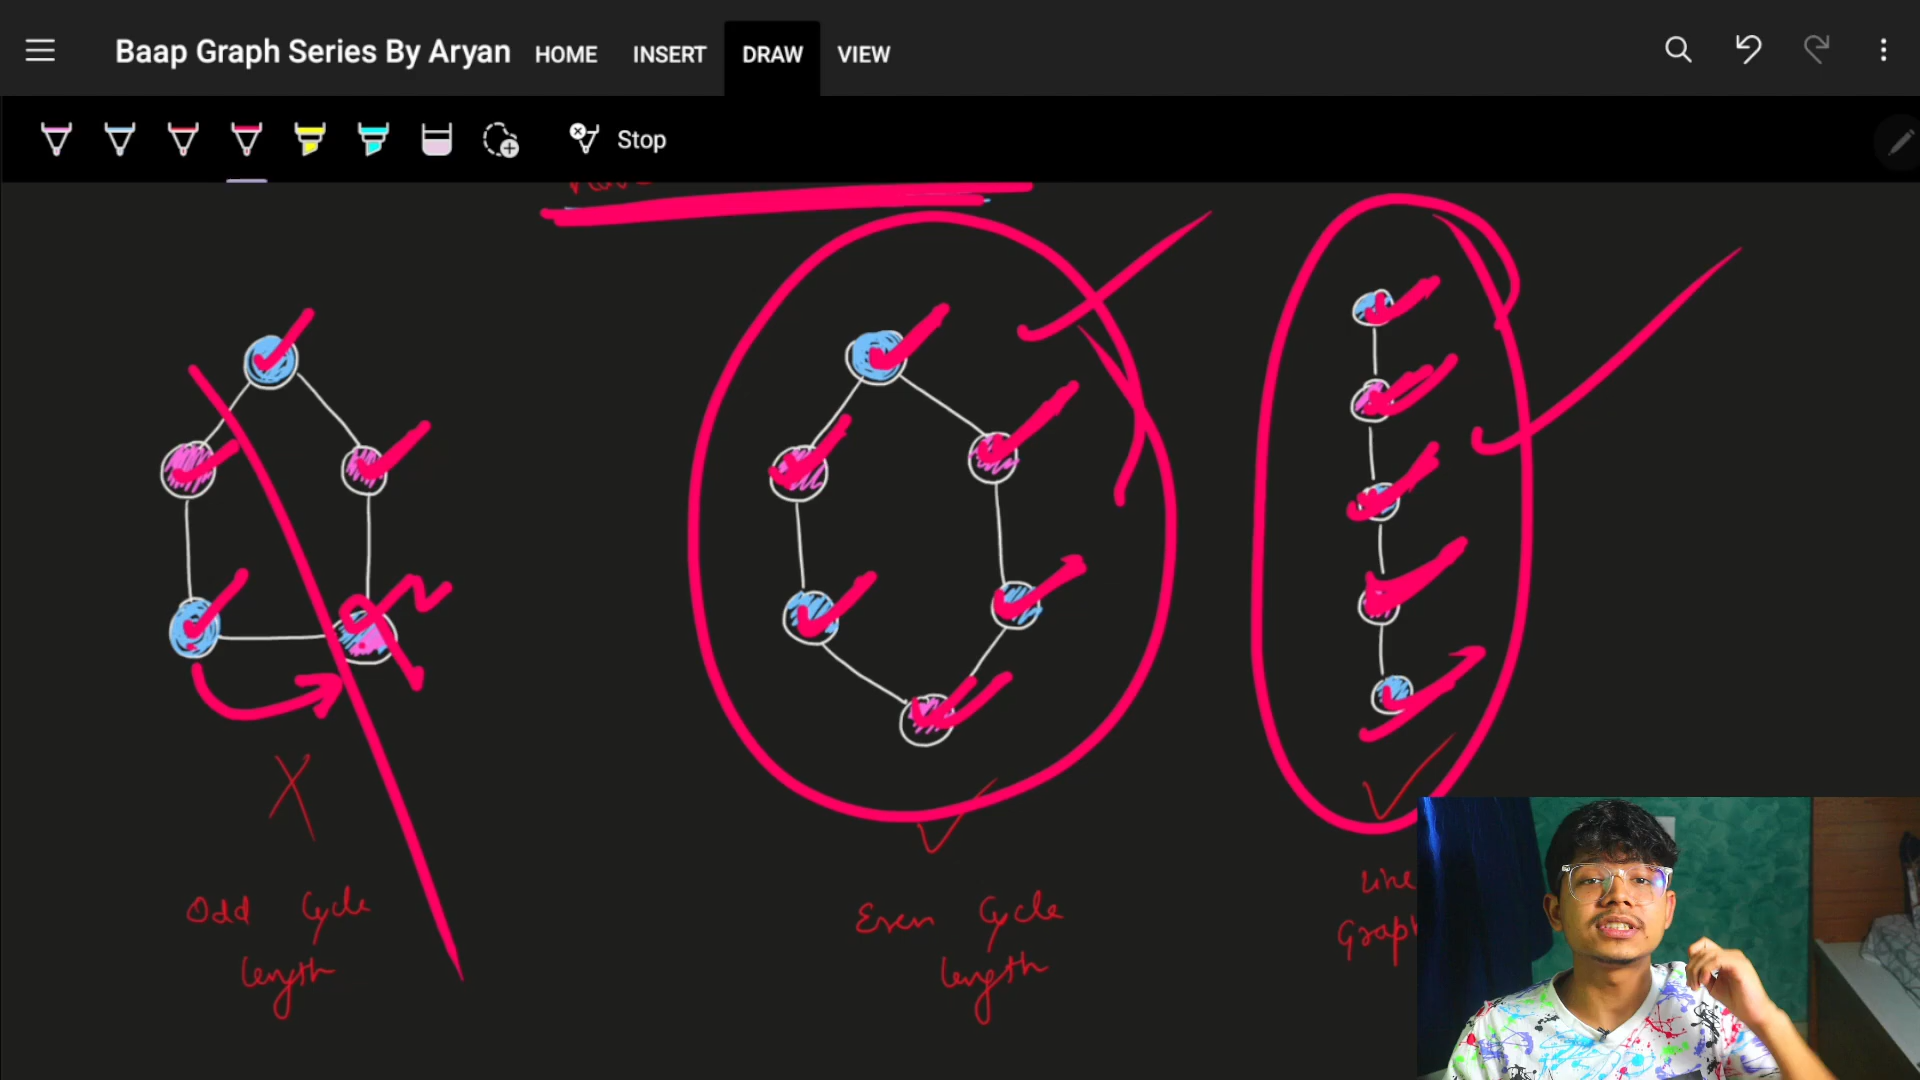 Baap Graph Series By Aryan HOME INSERT DRAW VIEW
Stop
Odd Cycle
length
Even Cycle
length
Line
Graph